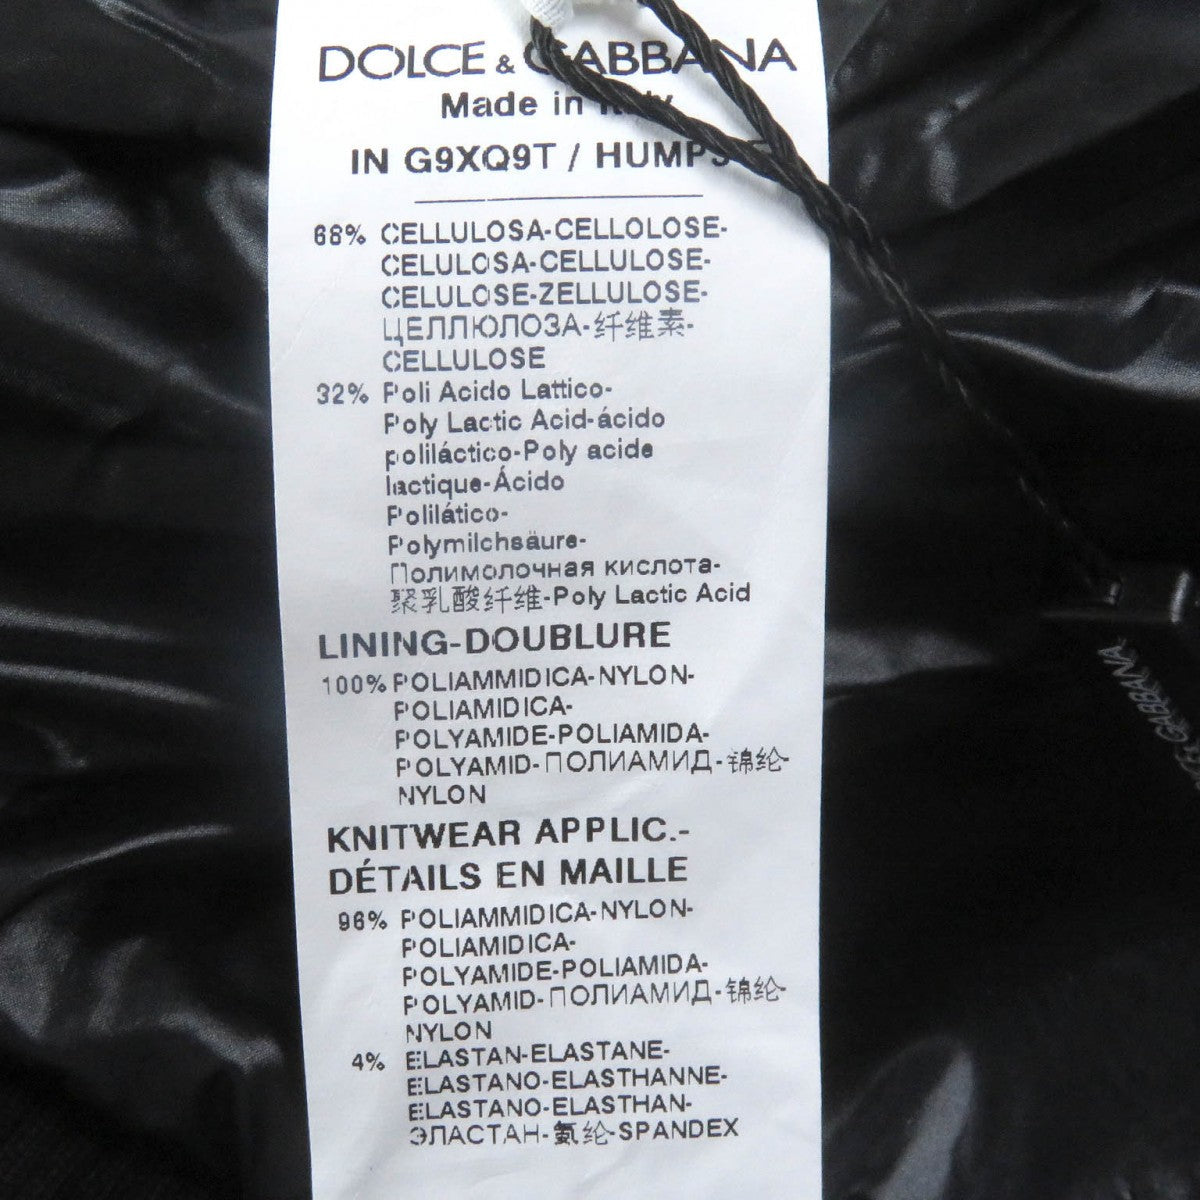 DOLCE & GABBANA
Made in Italy
IN G9XQ9T / HUMPS
68% CELLULOSA-CELLOLOSE-
CELULOSA-CELLULOSE-
CELULOSE-ZELLULOSE-
ЦЕЛЛЮЛОЗА-纤维素-
CELLULOSE
32% Poli Acido Lattico-
Poly Lactic Acid-ácido
poliláctico-Poly acide
lactique-Ácido
Polilático-
Polymilchsäure-
Полимолочная кислота-
聚乳酸纤维-Poly Lactic Acid
LINING-DOUBLURE
100% POLIAMMIDICA-NYLON-
POLIAMIDICA-
POLYAMIDE-POLIAMIDA-
POLYAMID-ПОЛИАМИД-锦纶-
NYLON
KNITWEAR APPLIC.-
DÉTAILS EN MAILLE
96% POLIAMMIDICA-NYLON-
POLIAMIDICA-
POLYAMIDE-POLIAMIDA-
POLYAMID-ПОЛИАМИД-锦纶-
NYLON
4% ELASTAN-ELASTANE-
ELASTANO-ELASTHANNE-
ELASTANO-ELASTHAN-
ЭЛАСТАН-氨纶-SPANDEX
GABBANA